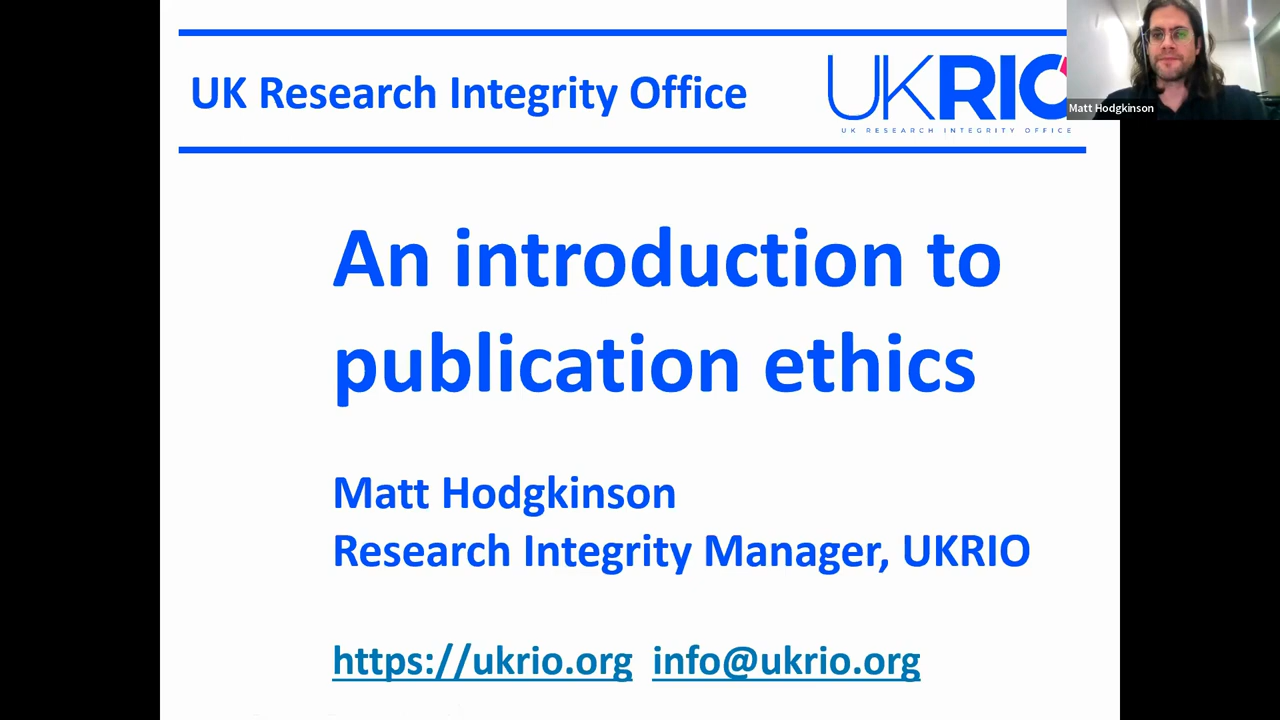 UK Research Integrity Office
UKRIO
UK RESEARCH INTEGRITY OFFICE
Matt Hodgkinson
An introduction to
publication ethics
Matt Hodgkinson
Research Integrity Manager, UKRIO
https://ukrio.org info@ukrio.org